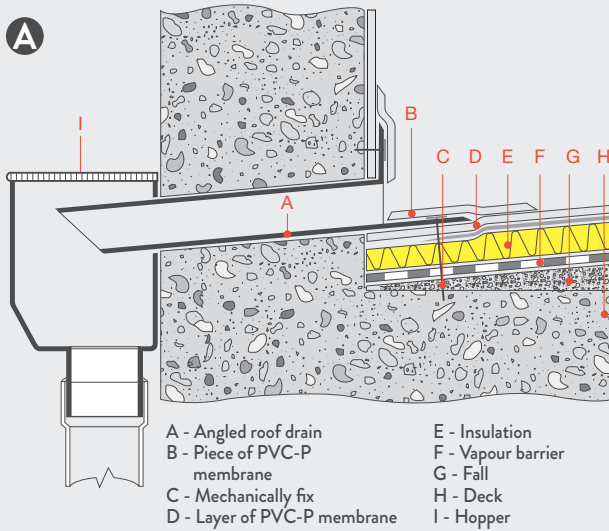 A
I
B
C D E F G H
A
A - Angled roof drain
B - Piece of PVC-P
membrane
C - Mechanically fix
D - Layer of PVC-P membrane
E - Insulation
F - Vapour barrier
G - Fall
H - Deck
I - Hopper